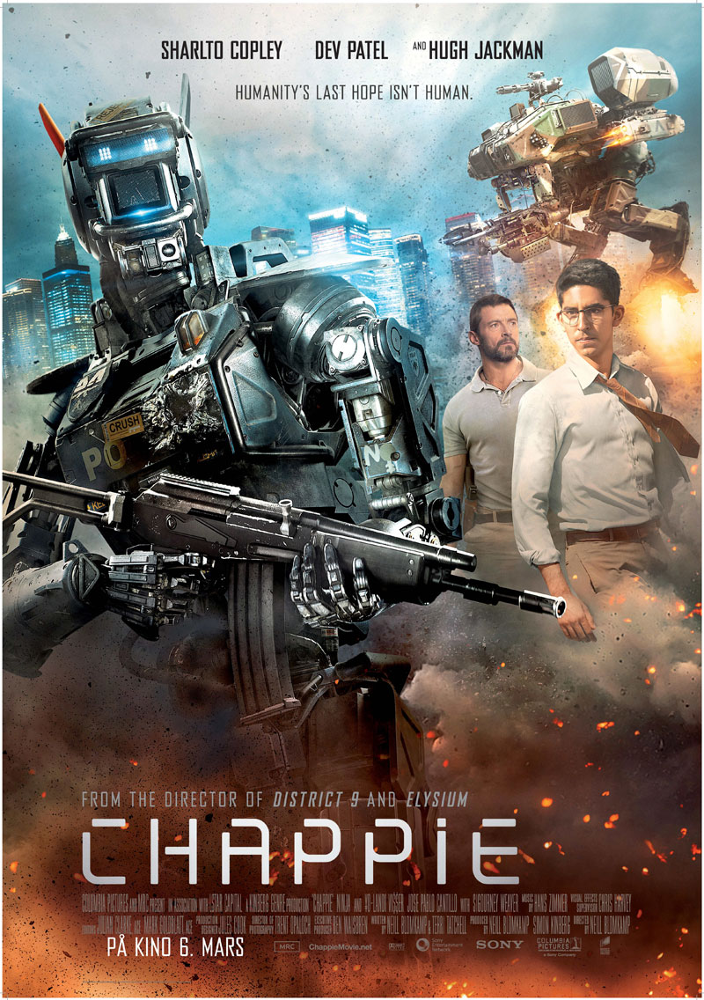 SHARLTO COPLEY DEV PATEL AND HUGH JACKMAN
HUMANITY'S LAST HOPE ISN'T HUMAN.
CRUSH
PO
N
FROM THE DIRECTOR OF DISTRICT 9 AND ELYSIUM
CHAPPiE
COLUMBIA PICTURES AND MRC PRESENT IN ASSOCIATION WITH LSTAR CAPITAL A KINBERG GENRE PRODUCTION "CHAPPIE" NINJA AND YO-LANDI VISSER JOSE PABLO CANTILLO WITH SIGOURNEY WEAVER MUSIC BY HANS ZIMMER VISUAL EFFECTS SUPERVISOR CHRIS HARVEY
EDITORS JULIAN CLARKE ACE MARK GOLDBLATT ACE PRODUCTION DESIGNER JULES COOK DIRECTOR OF PHOTOGRAPHY TRENT OPALOCH EXECUTIVE PRODUCER BEN WAISBREN WRITTEN BY NEILL BLOMKAMP & TERRI TATCHELL PRODUCED BY NEILL BLOMKAMP SIMON KINBERG DIRECTED BY NEILL BLOMKAMP
PÅ KINO 6. MARS
MRC ChappieMovie.net Sony Entertainment Network SONY COLUMBIA PICTURES
a Sony Company